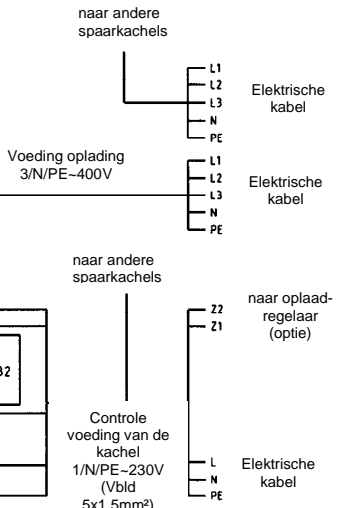 naar andere
spaarkachels
L1
L2
L3
N
PE
Elektrische
kabel
Voeding oplading
3/N/PE~400V
L1
L2
L3
N
PE
Elektrische
kabel
naar andere
spaarkachels
Z2
Z1
naar oplaad-
regelaar
(optie)
32
Controle
voeding van de
kachel
1/N/PE~230V
(Vbld
5x1,5mm²)
L
N
PE
Elektrische
kabel